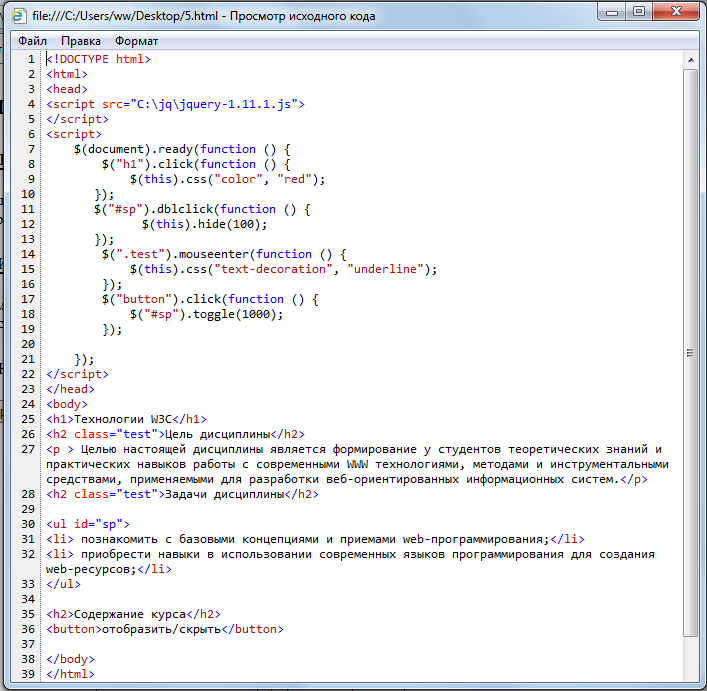 file:///C:/Users/ww/Desktop/5.html - Просмотр исходного кода
Файл Правка Формат
1 <!DOCTYPE html>
2 <html>
3 <head>
4 <script src="C:\jq\jquery-1.11.1.js">
5 </script>
6 <script>
7 $(document).ready(function () {
8 $("h1").click(function () {
9 $(this).css("color", "red");
10 });
11 $("#sp").dblclick(function () {
12 $(this).hide(100);
13 });
14 $(".test").mouseenter(function () {
15 $(this).css("text-decoration", "underline");
16 });
17 $("button").click(function () {
18 $("#sp").toggle(1000);
19 });
20
21 });
22 </script>
23 </head>
24 <body>
25 <h1>Технологии W3C</h1>
26 <h2 class="test">Цель дисциплины</h2>
27 <p > Целью настоящей дисциплины является формирование у студентов теоретических знаний и
практических навыков работы с современными WWW технологиями, методами и инструментальными
средствами, применяемыми для разработки веб-ориентированных информационных систем.</p>
28 <h2 class="test">Задачи дисциплины</h2>
29
30 <ul id="sp">
31 <li> познакомить с базовыми концепциями и приемами web-программирования;</li>
32 <li> приобрести навыки в использовании современных языков программирования для создания
web-ресурсов;</li>
33 </ul>
34
35 <h2>Содержание курса</h2>
36 <button>отобразить/скрыть</button>
37
38 </body>
39 </html>